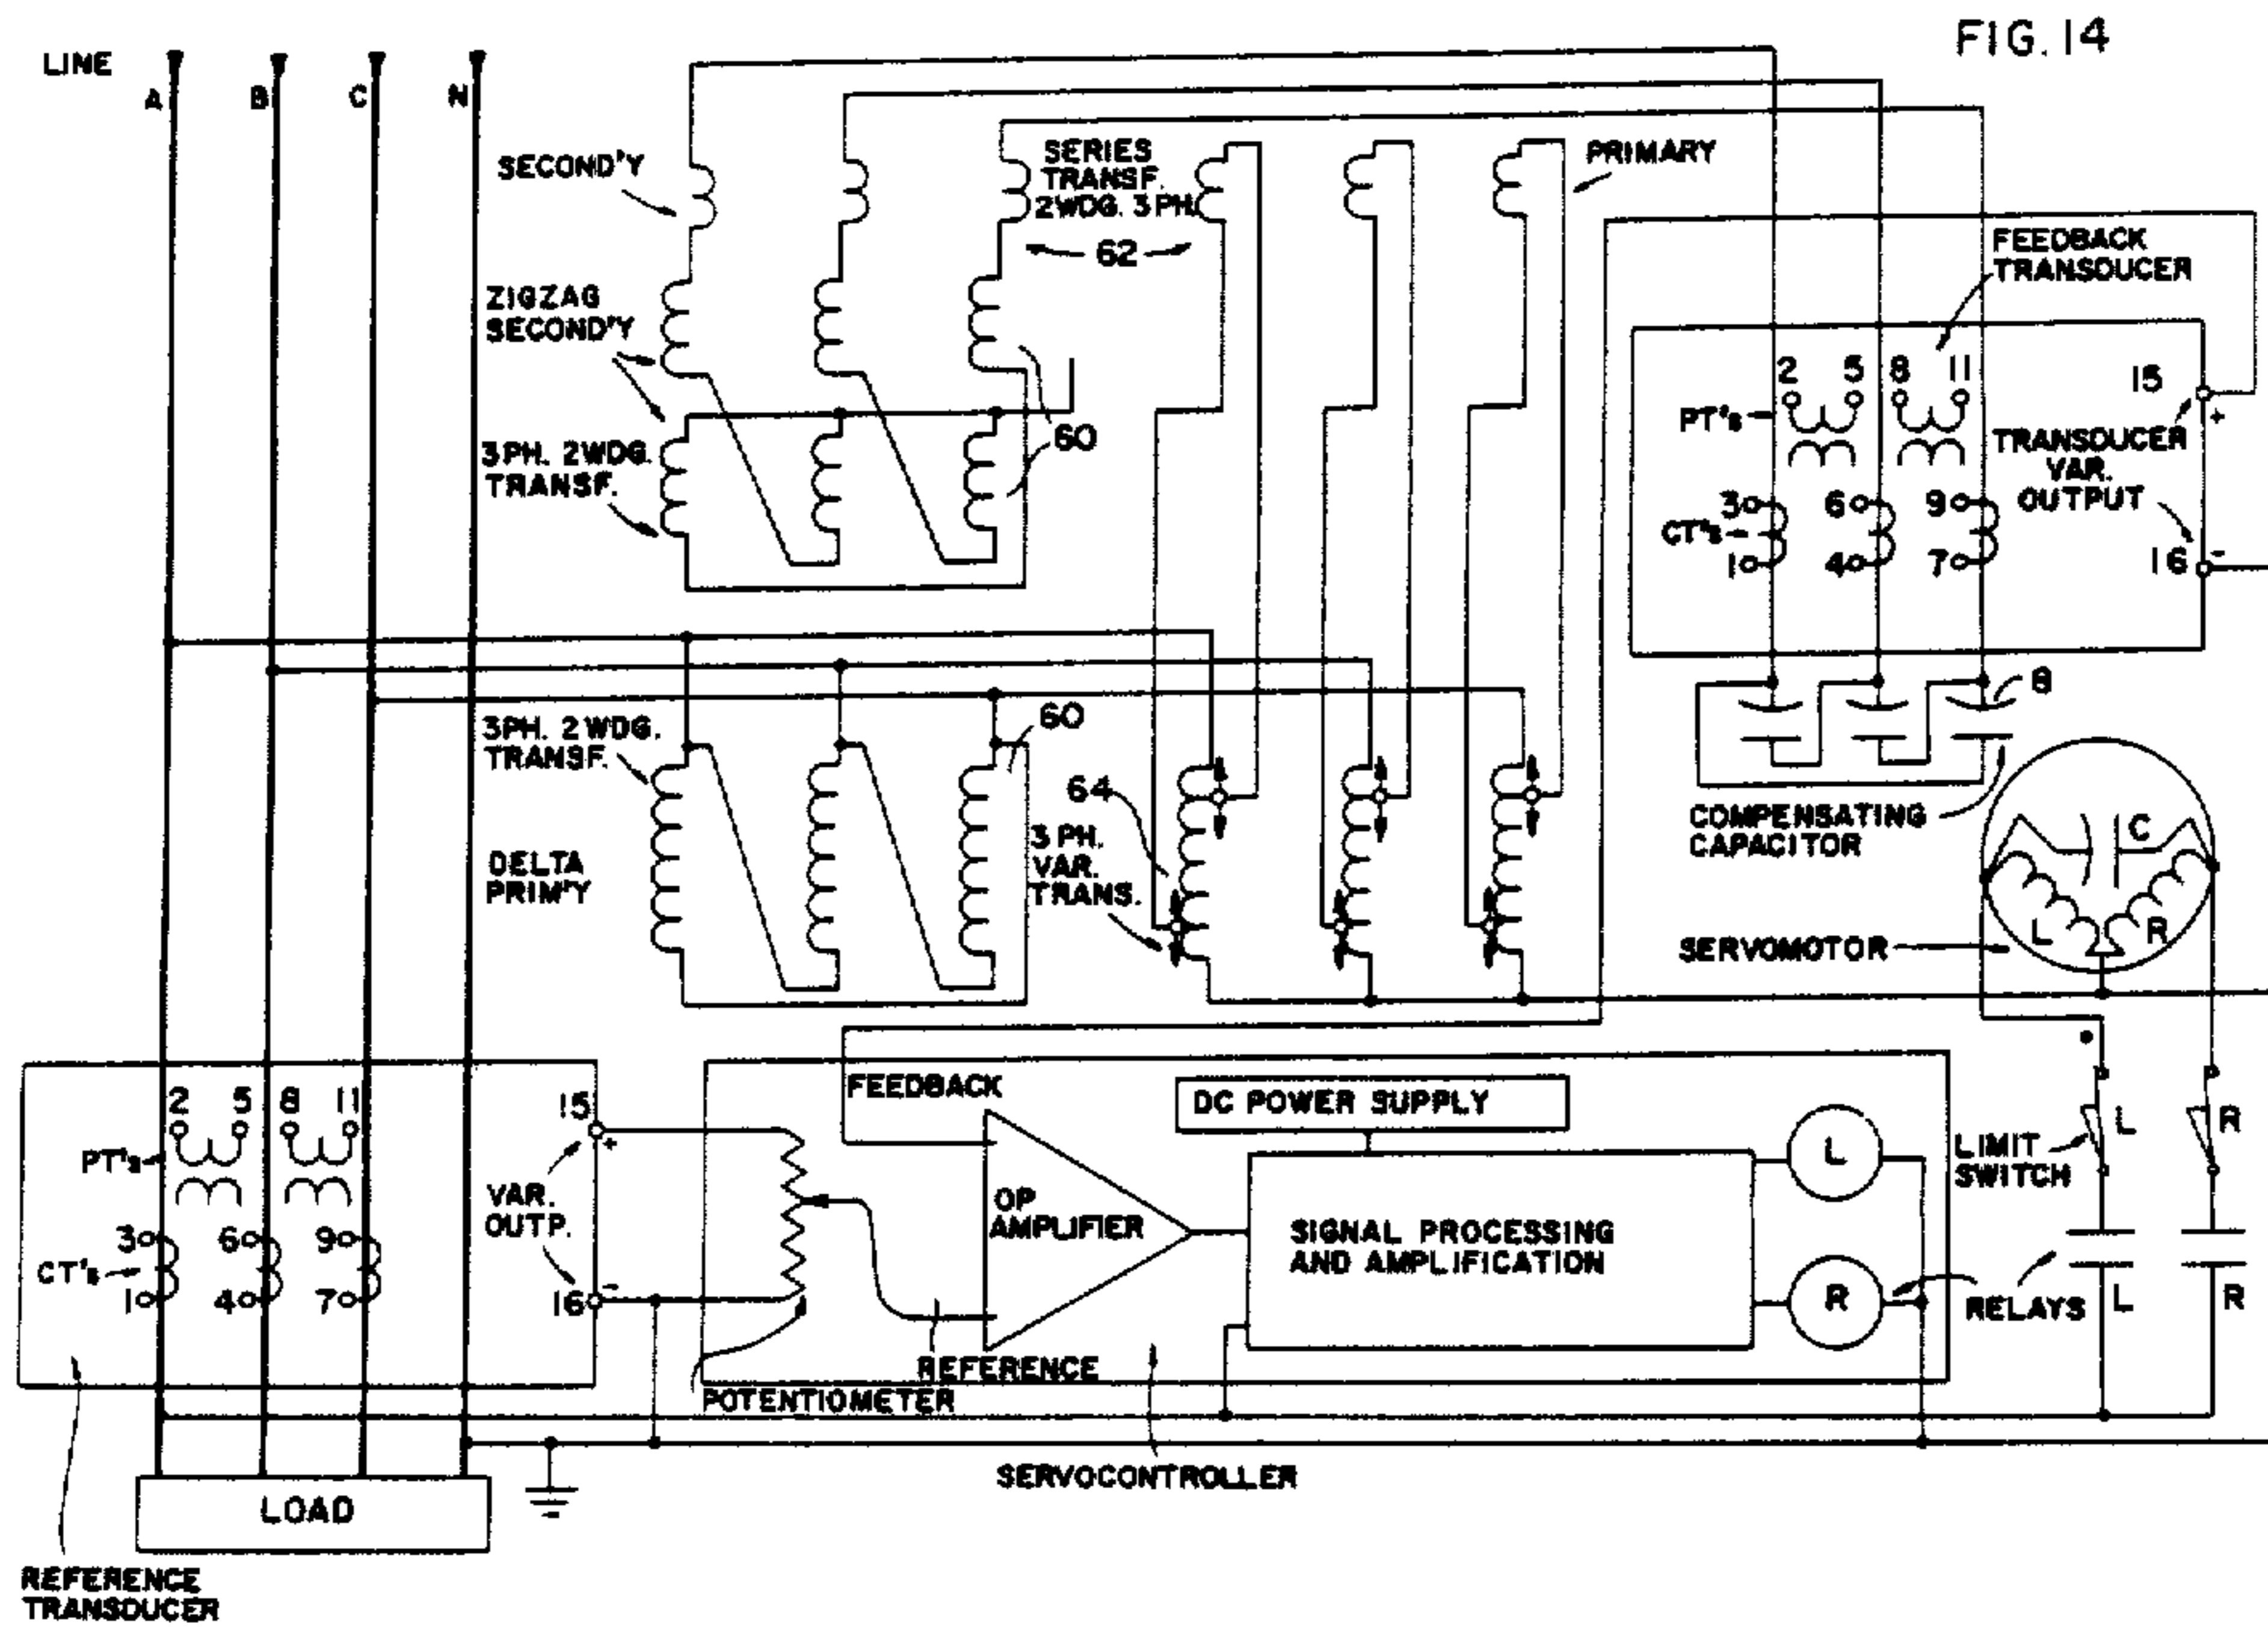 FIG. 14
LINE
A
B
C
N
SECOND'Y
SERIES
TRANSF.
2WDG. 3PH.
62
PRIMARY
ZIGZAG
SECOND'Y
3PH. 2WDG.
TRANSF.
60
60
FEEDBACK
TRANSDUCER
2 5 8 11
15
+
PT's
TRANSDUCER
VAR.
OUTPUT
3 6 9
CT's
1 4 7
16
-
8
COMPENSATING
CAPACITOR
3PH. 2WDG.
TRANSF.
DELTA
PRIM'Y
64
3 PH.
VAR.
TRANS.
C
L
R
SERVOMOTOR
2 5 8 11
15
+
PT's
VAR.
OUTP.
3 6 9
CT's
1 4 7
16
-
FEEDBACK
DC POWER SUPPLY
OP
AMPLIFIER
SIGNAL PROCESSING
AND AMPLIFICATION
L
R
LIMIT
SWITCH
L
R
RELAYS
L
R
REFERENCE
POTENTIOMETER
SERVOCONTROLLER
LOAD
REFERENCE
TRANSDUCER